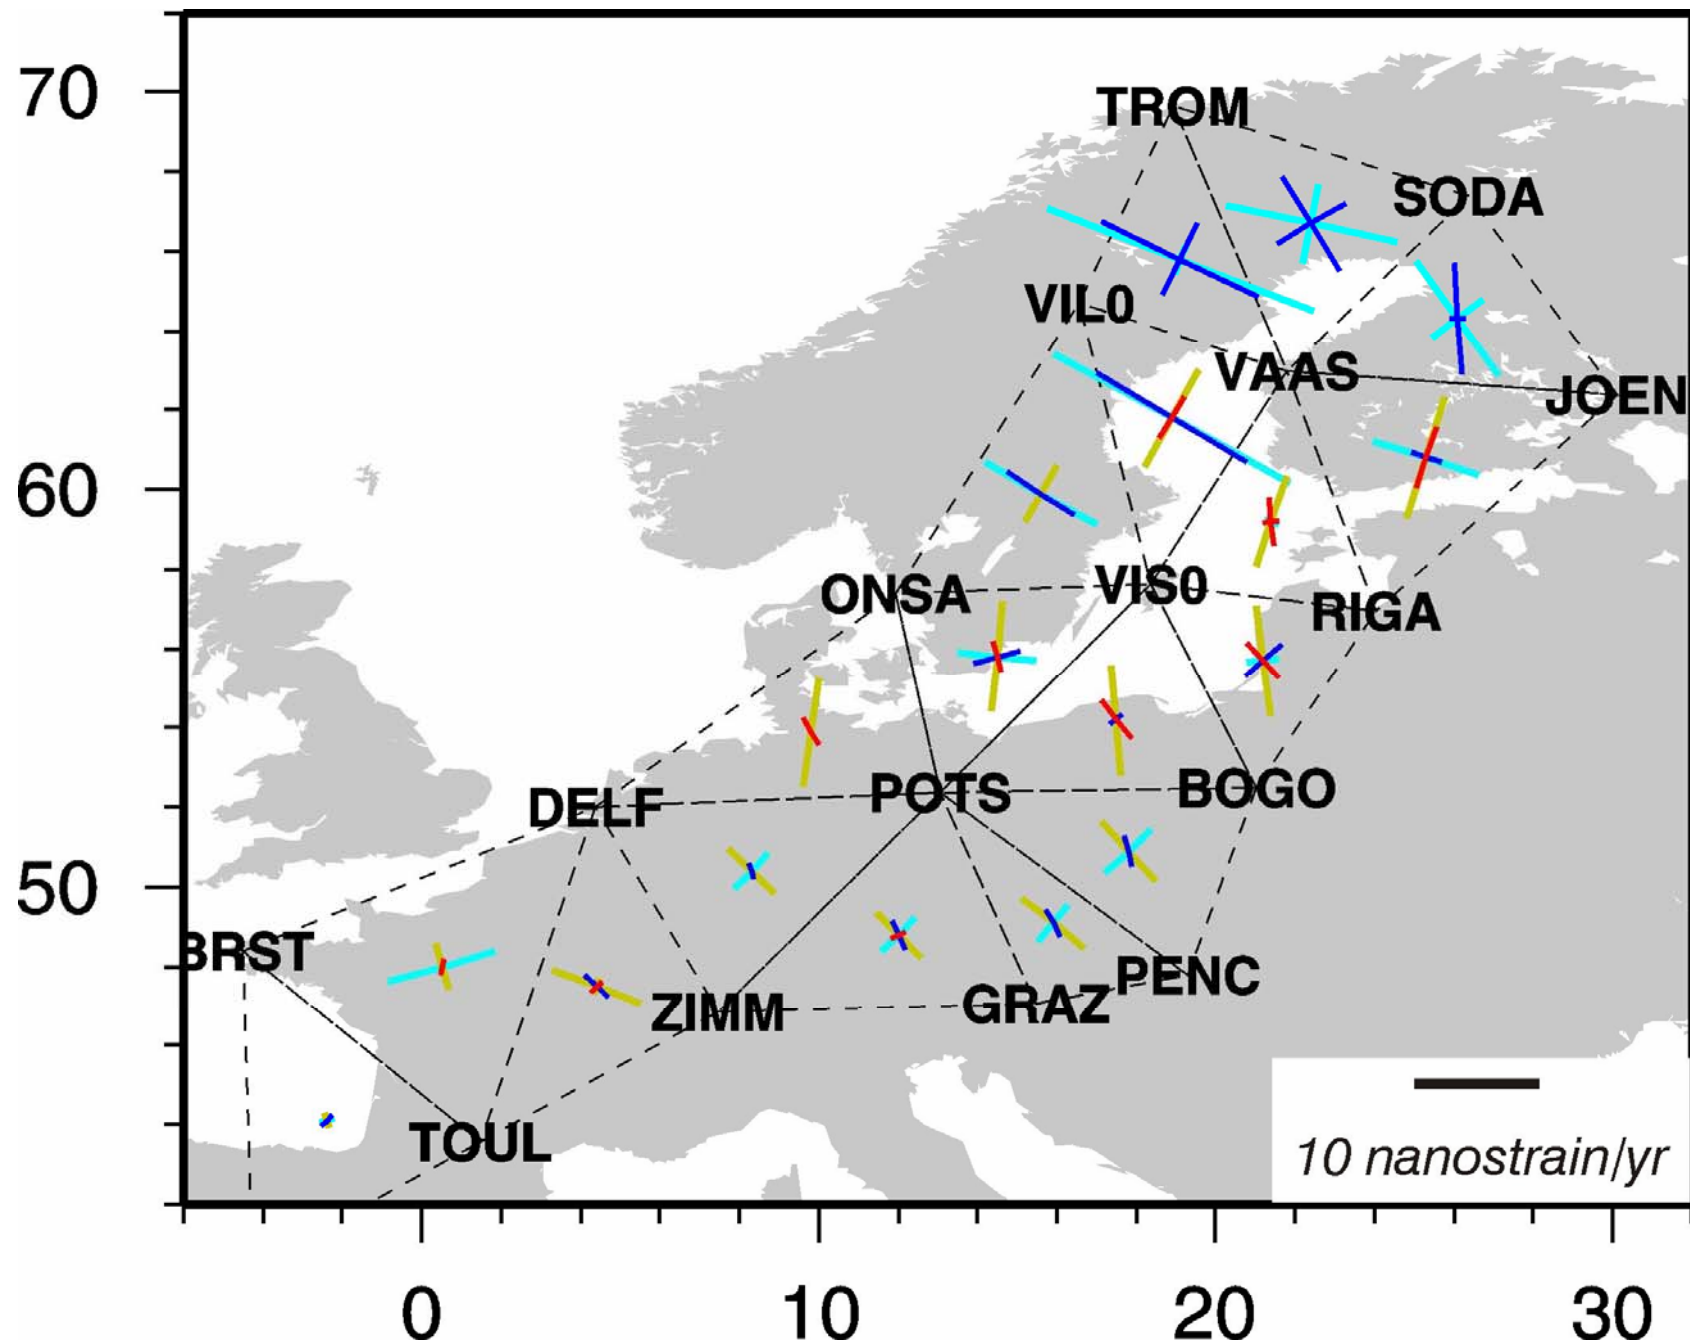 70
TROM
SODA
VIL0
VAAS
JOEN
60
ONSA
VIS0
RIGA
DELF
POTS
BOGO
50
BRST
ZIMM
GRAZ
PENC
TOUL
10 nanostrain/yr
0
10
20
30